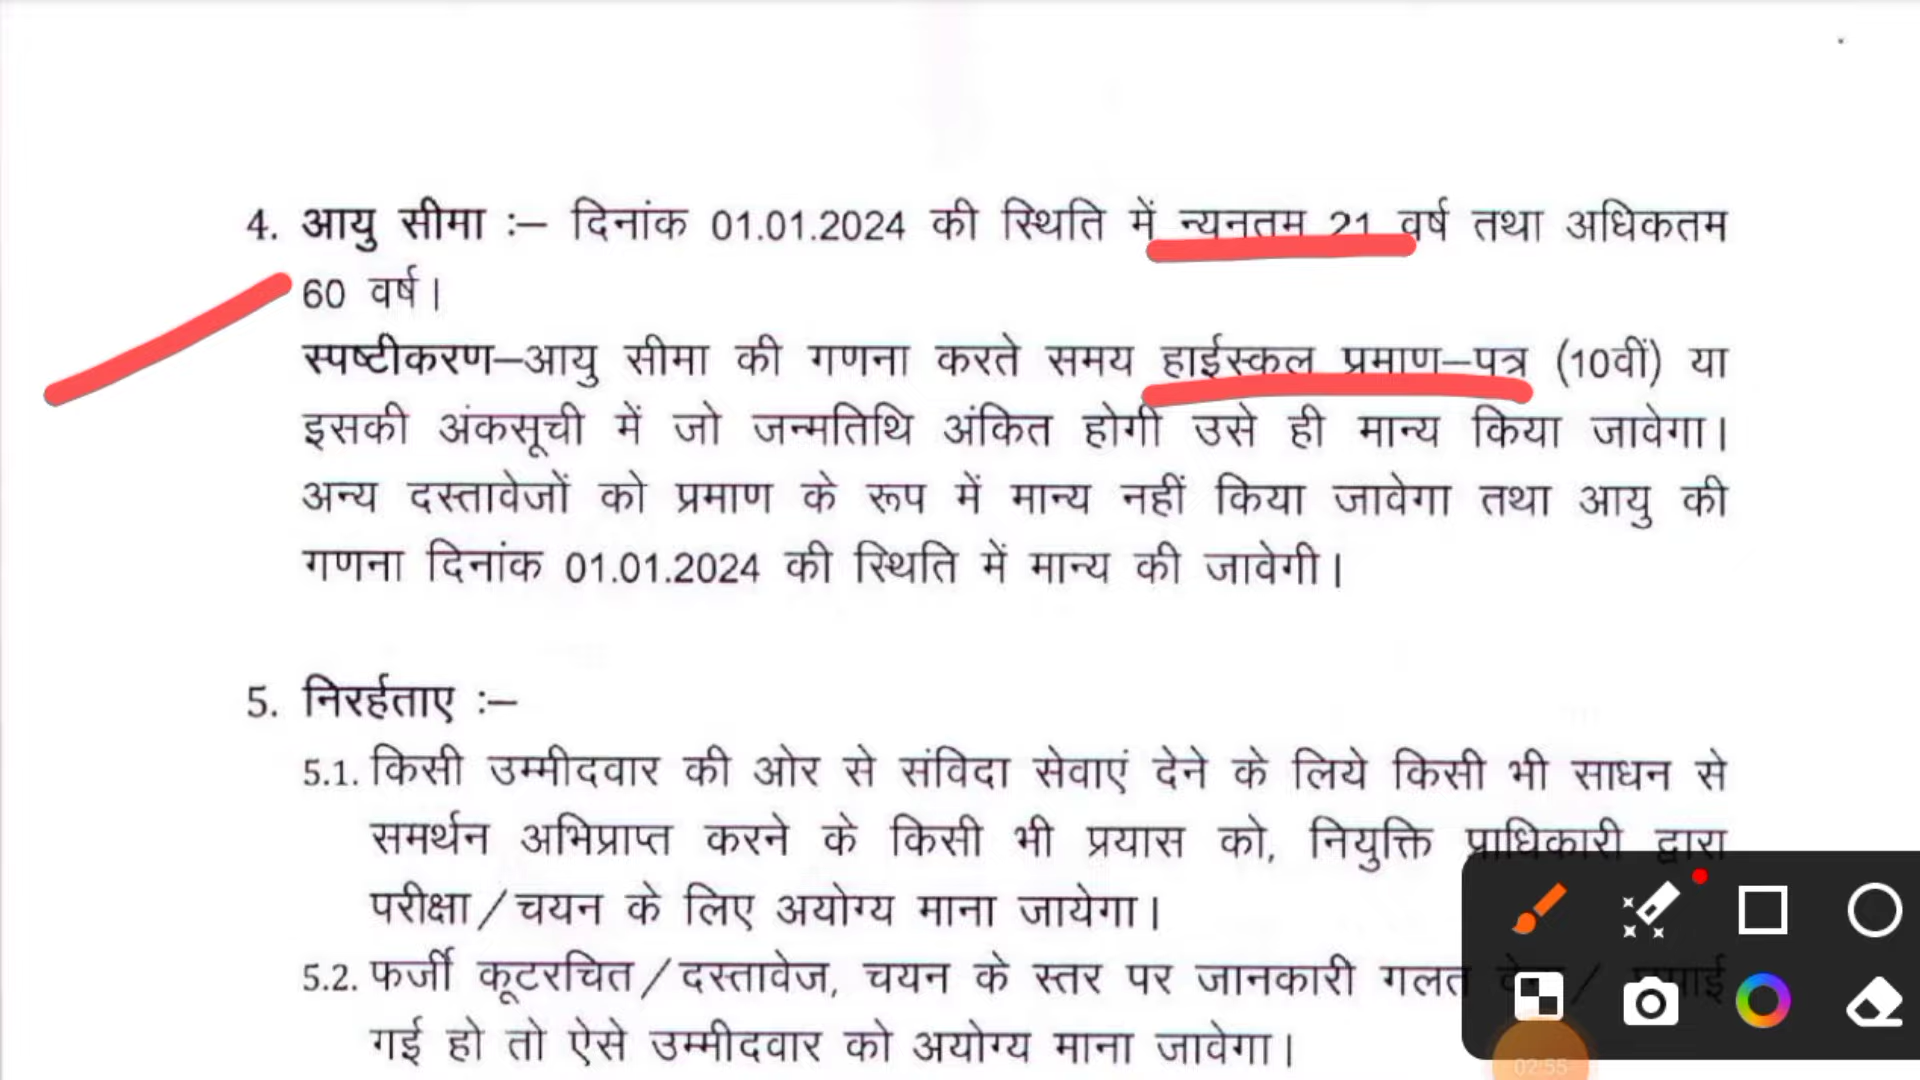 4. आयु सीमा :– दिनांक 01.01.2024 की स्थिति में न्यूनतम 21 वर्ष तथा अधिकतम
60 वर्ष।
स्पष्टीकरण–आयु सीमा की गणना करते समय हाईस्कूल प्रमाण–पत्र (10वीं) या
इसकी अंकसूची में जो जन्मतिथि अंकित होगी उसे ही मान्य किया जावेगा।
अन्य दस्तावेजों को प्रमाण के रूप में मान्य नहीं किया जावेगा तथा आयु की
गणना दिनांक 01.01.2024 की स्थिति में मान्य की जावेगी।
5. निरर्हताए :–
5.1. किसी उम्मीदवार की ओर से संविदा सेवाएं देने के लिये किसी भी साधन से
समर्थन अभिप्राप्त करने के किसी भी प्रयास को, नियुक्ति प्राधिकारी द्वारा
परीक्षा/चयन के लिए अयोग्य माना जायेगा।
5.2. फर्जी कूटरचित/दस्तावेज, चयन के स्तर पर जानकारी गलत /
गई हो तो ऐसे उम्मीदवार को अयोग्य माना जावेगा।
02:55